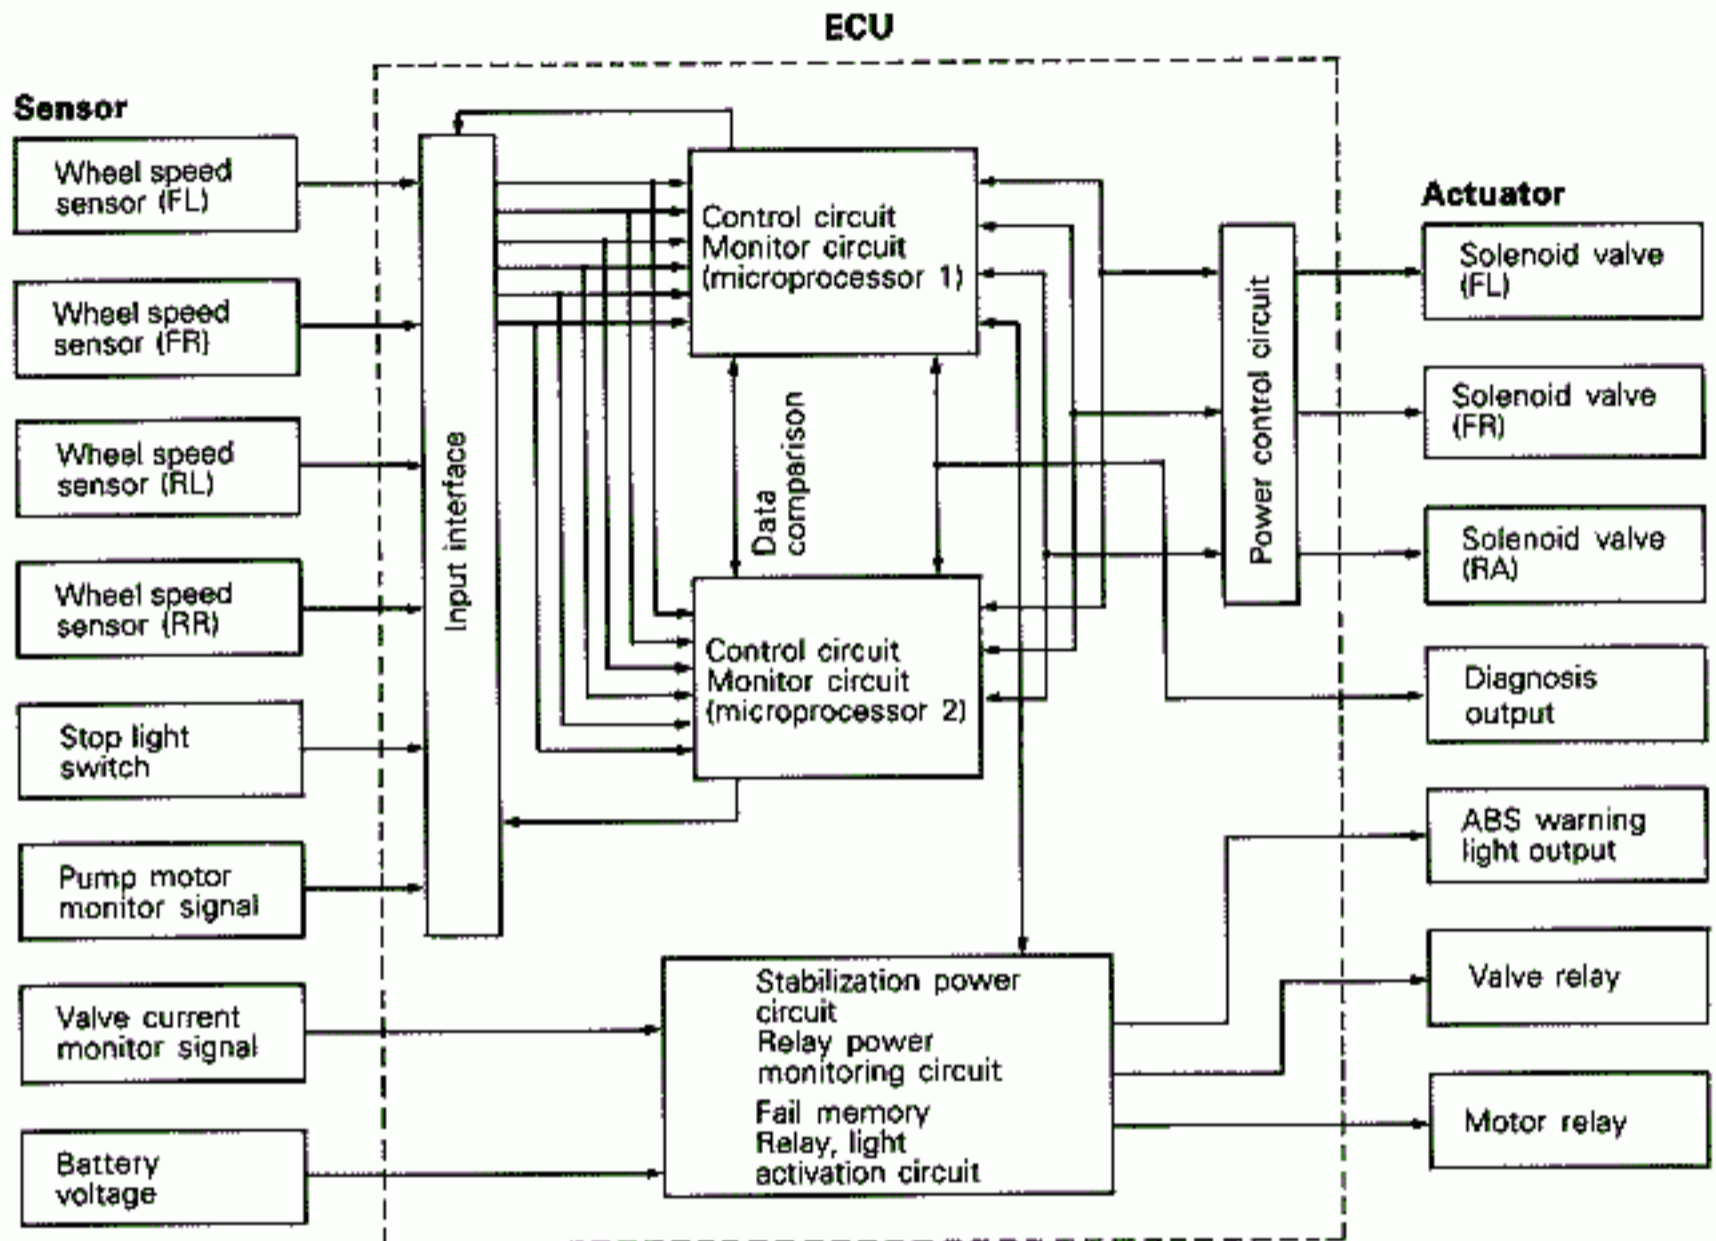 ECU
Sensor
Wheel speed
sensor (FL)
Wheel speed
sensor (FR)
Wheel speed
sensor (RL)
Wheel speed
sensor (RR)
Stop light
switch
Pump motor
monitor signal
Valve current
monitor signal
Battery
voltage
Input interface
Control circuit
Monitor circuit
(microprocessor 1)
Data
comparison
Control circuit
Monitor circuit
(microprocessor 2)
Stabilization power
circuit
Relay power
monitoring circuit
Fail memory
Relay, light
activation circuit
Power control circuit
Actuator
Solenoid valve
(FL)
Solenoid valve
(FR)
Solenoid valve
(RA)
Diagnosis
output
ABS warning
light output
Valve relay
Motor relay